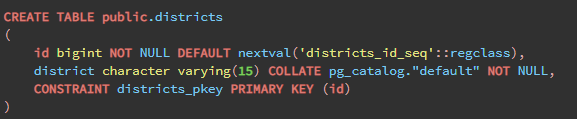 CREATE TABLE public.districts
(
    id bigint NOT NULL DEFAULT nextval('districts_id_seq'::regclass),
    district character varying(15) COLLATE pg_catalog."default" NOT NULL,
    CONSTRAINT districts_pkey PRIMARY KEY (id)
)